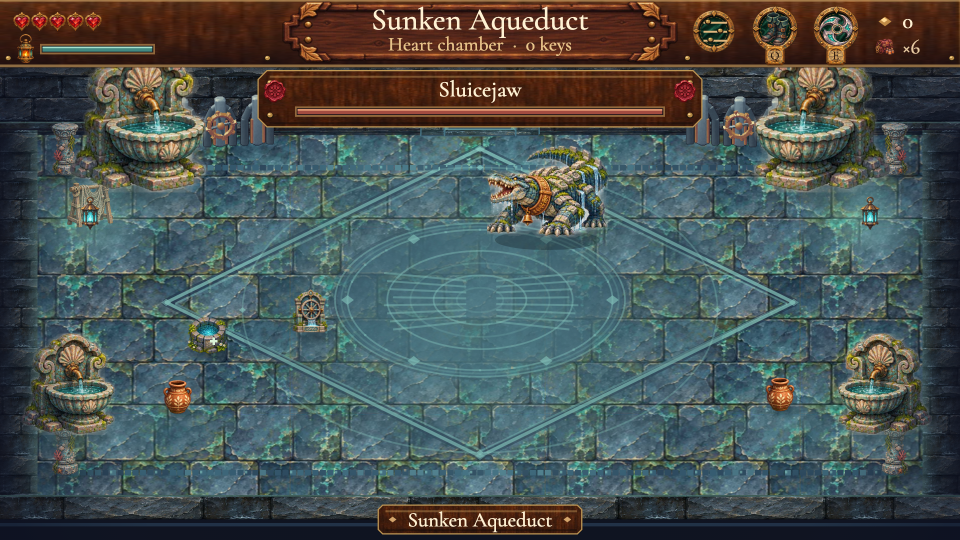 Sunken Aqueduct
Heart chamber · 0 keys
Q
E
0
×6
Sluicejaw
Sunken Aqueduct